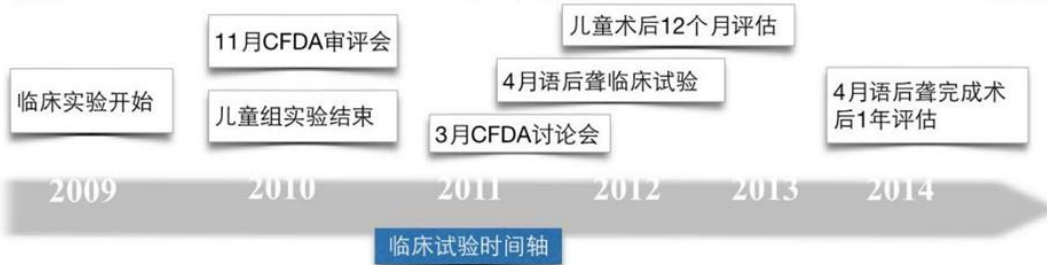 儿童术后12个月评估
11月CFDA审评会
4月语后聋临床试验
临床实验开始
儿童组实验结束
3月CFDA讨论会
4月语后聋完成术
后1年评估
2009
2010
2011
2012
2013
2014
临床试验时间轴